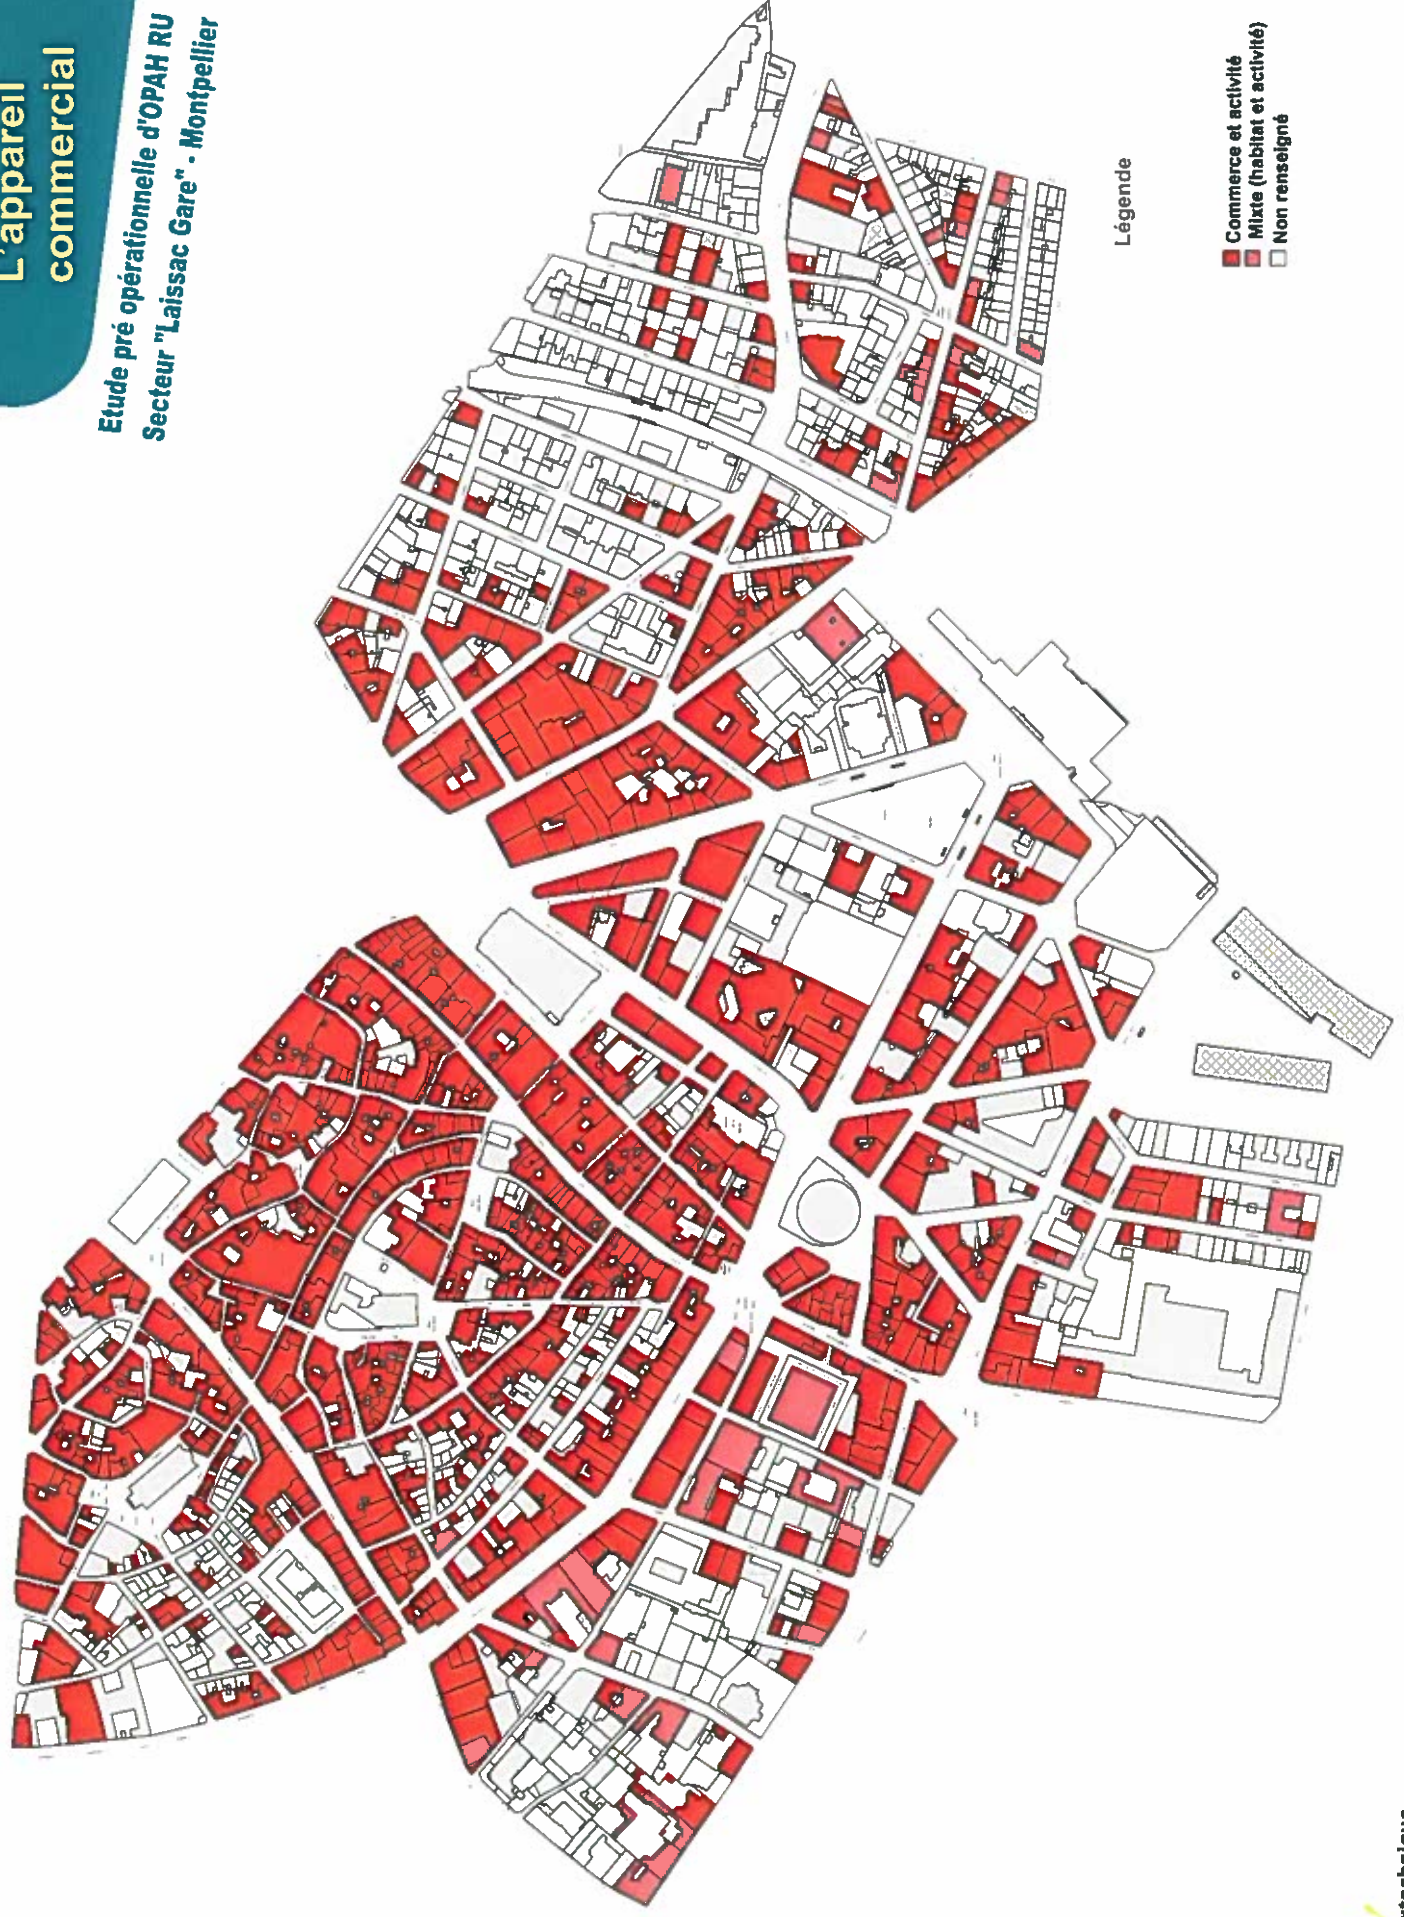 L'appareil
commercial
Etude pré opérationnelle d'OPAH RU
Secteur "Laissac Gare" - Montpellier
Légende
Commerce et activité
Mixte (habitat et activité)
Non renseigné